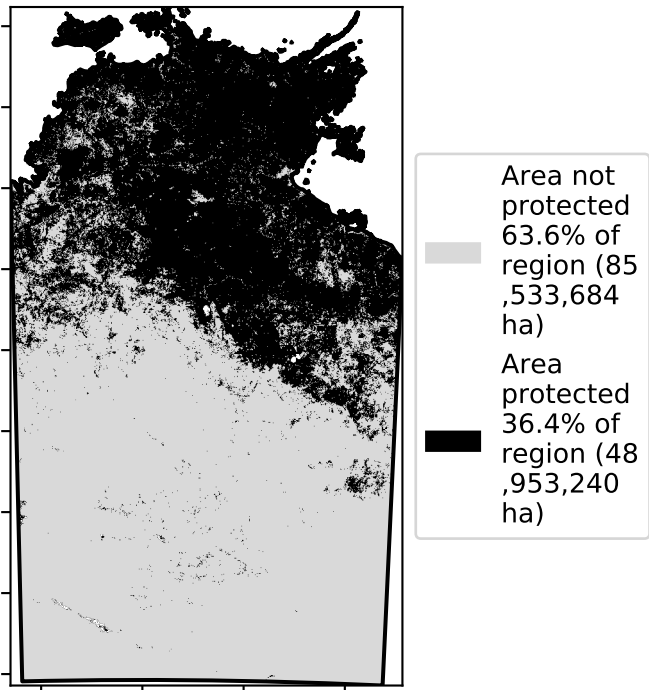 Area not
protected
63.6% of
region (85
,533,684
ha)
Area
protected
36.4% of
region (48
,953,240
ha)